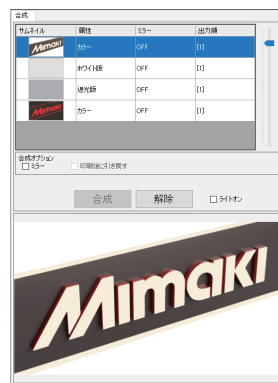 合成
サムネイル 属性 ミラー 出力順
Mimaki カラー OFF [1]
ホワイト版 OFF [1]
遮光版 OFF [1]
Mimaki カラー OFF [1]
合成オプション
ミラー 印刷後に引き戻す
合成 解除 ライトオン
Mimaki